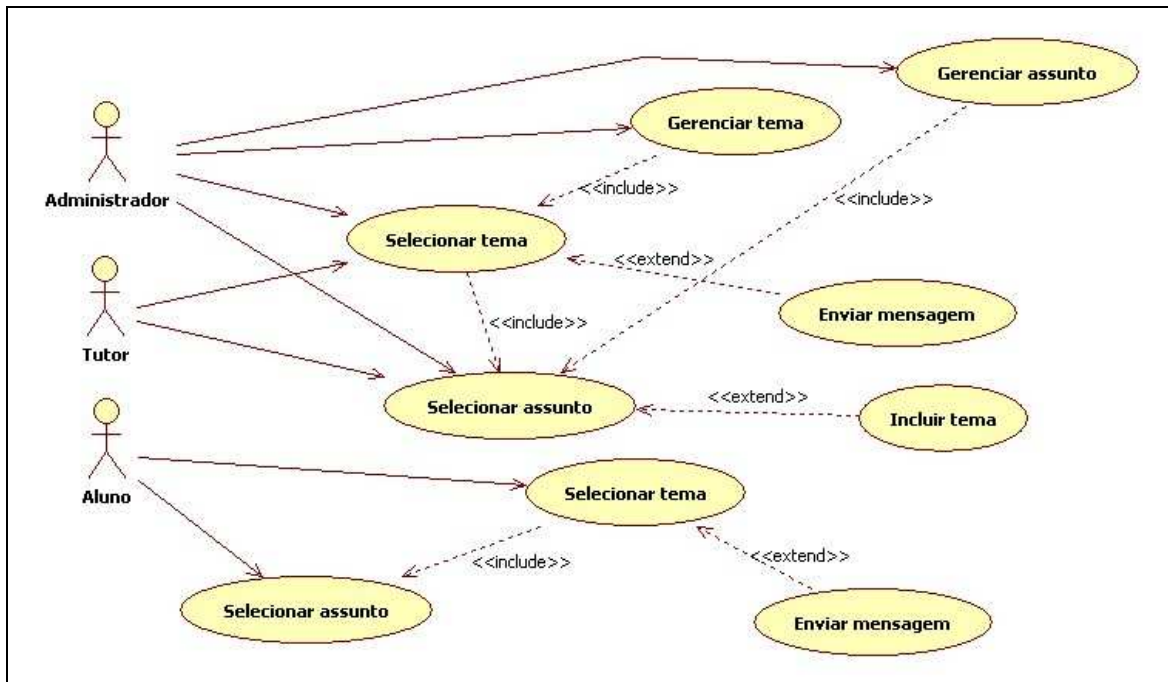 Gerenciar assunto
Gerenciar tema
<<include>>
<<include>>
Administrador
Selecionar tema
<<extend>>
Enviar mensagem
<<include>>
Tutor
Selecionar assunto
<<extend>>
Incluir tema
Aluno
Selecionar tema
<<include>>
<<extend>>
Selecionar assunto
Enviar mensagem